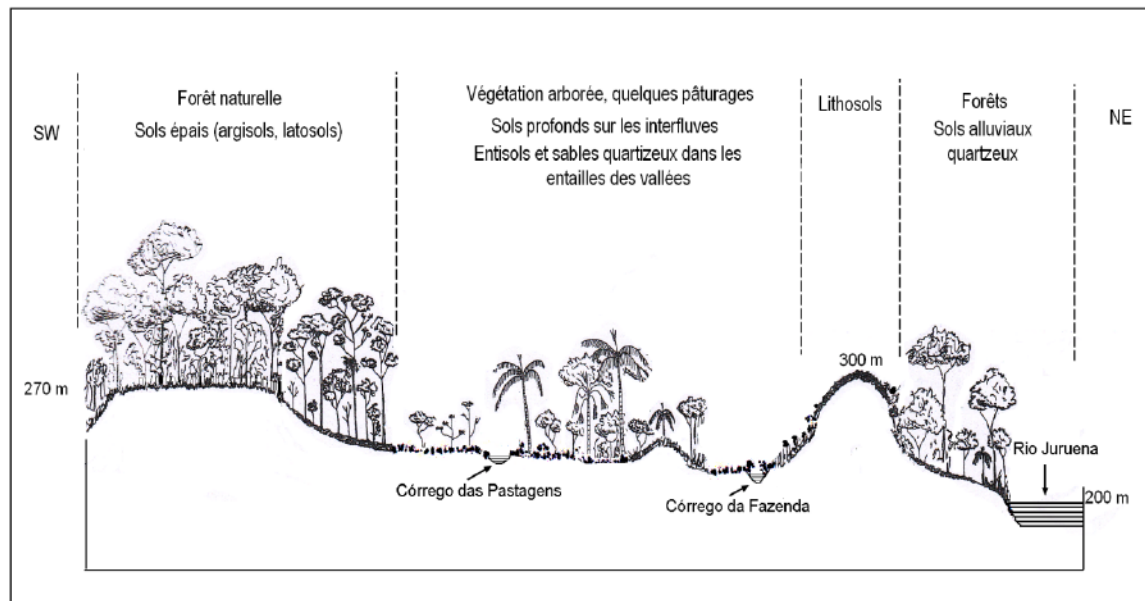 SW
Forêt naturelle
Sols épais (argisols, latosols)
Végétation arborée, quelques pâturages
Sols profonds sur les interfluves
Entisols et sables quartizeux dans les
entailles des vallées
Lithosols
Forêts
Sols alluviaux
quartzeux
NE
270 m
300 m
Rio Juruena
200 m
Córrego das Pastagens
Córrego da Fazenda